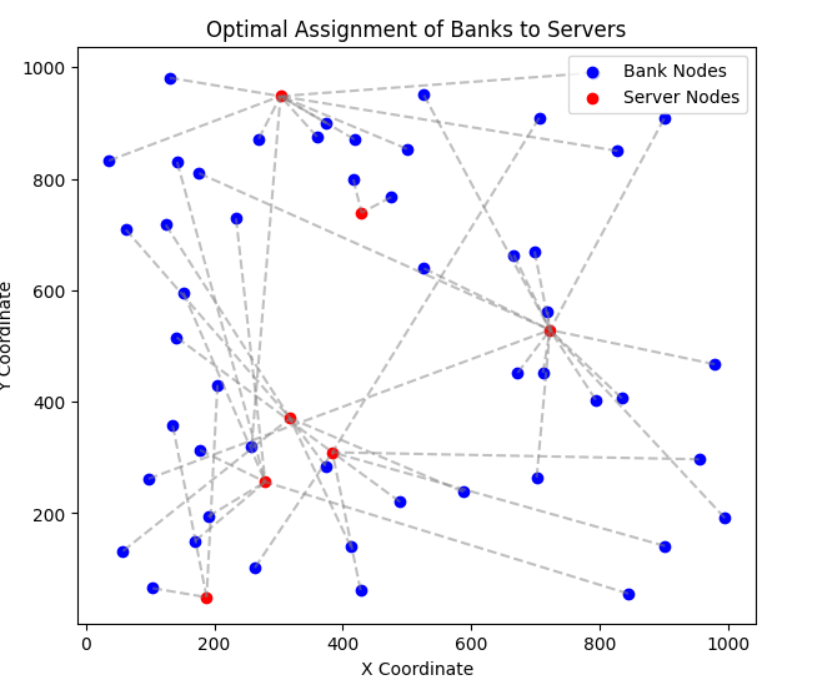 Optimal Assignment of Banks to Servers
1000
800
600
400
200
Y Coordinate
0 200 400 600 800 1000
X Coordinate
Bank Nodes
Server Nodes